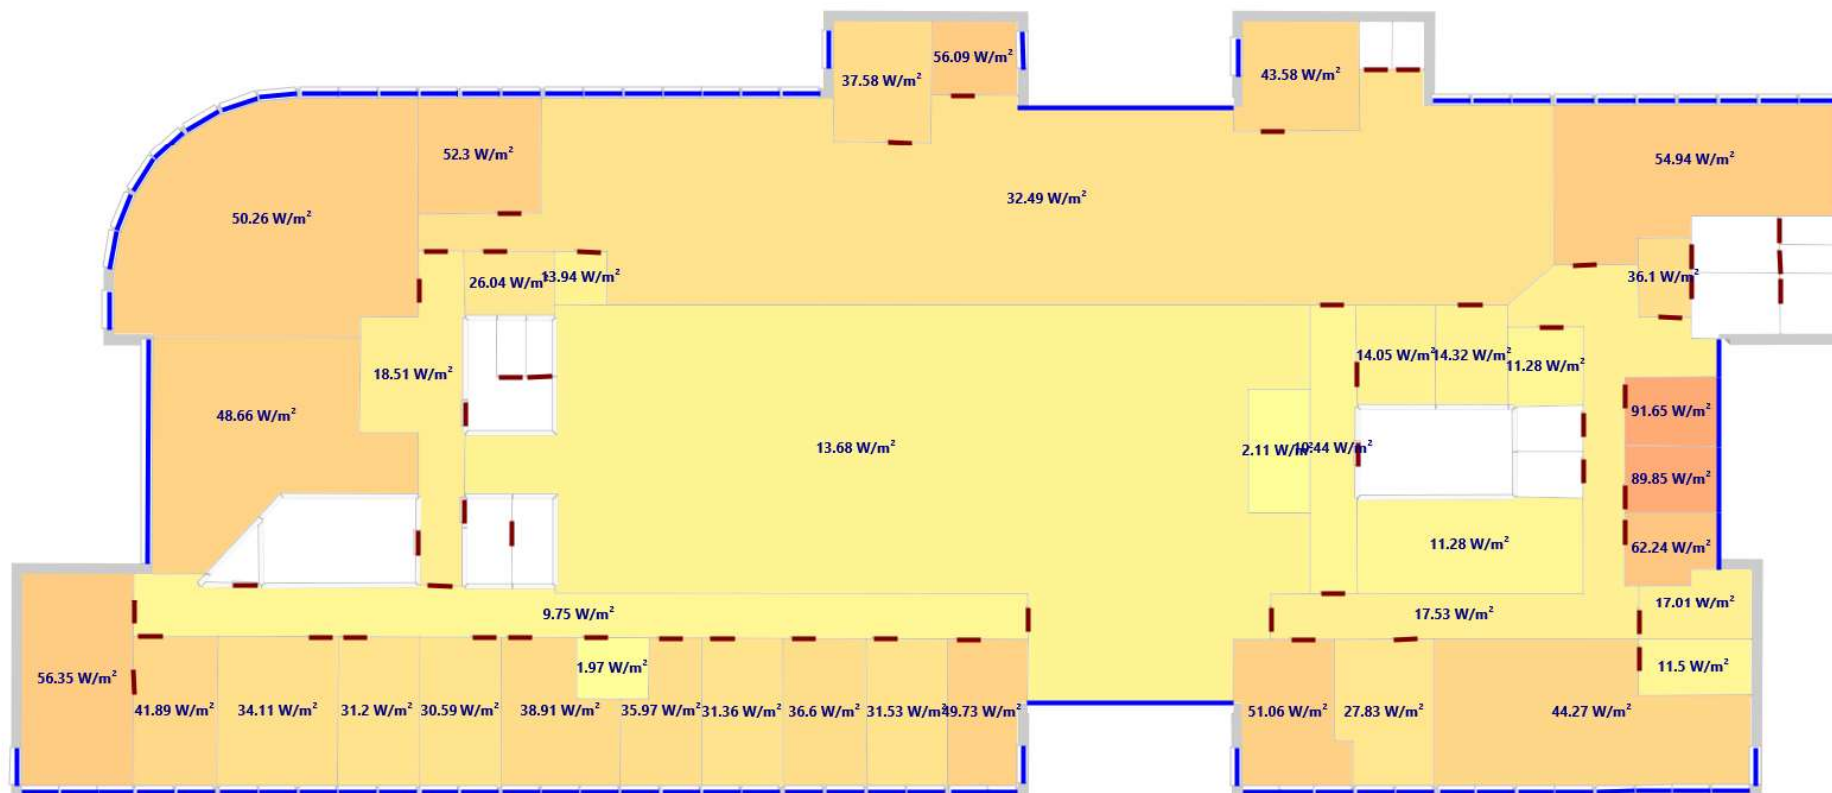 56.09 W/m²
43.58 W/m²
37.58 W/m²
52.3 W/m²
54.94 W/m²
32.49 W/m²
50.26 W/m²
26.04 W/m²
13.94 W/m²
36.1 W/m²
14.05 W/m²
14.32 W/m²
11.28 W/m²
18.51 W/m²
91.65 W/m²
48.66 W/m²
13.68 W/m²
2.11 W/m²
10.44 W/m²
89.85 W/m²
11.28 W/m²
62.24 W/m²
17.01 W/m²
9.75 W/m²
17.53 W/m²
1.97 W/m²
11.5 W/m²
56.35 W/m²
41.89 W/m²
34.11 W/m²
31.2 W/m²
30.59 W/m²
38.91 W/m²
35.97 W/m²
31.36 W/m²
36.6 W/m²
31.53 W/m²
49.73 W/m²
51.06 W/m²
27.83 W/m²
44.27 W/m²